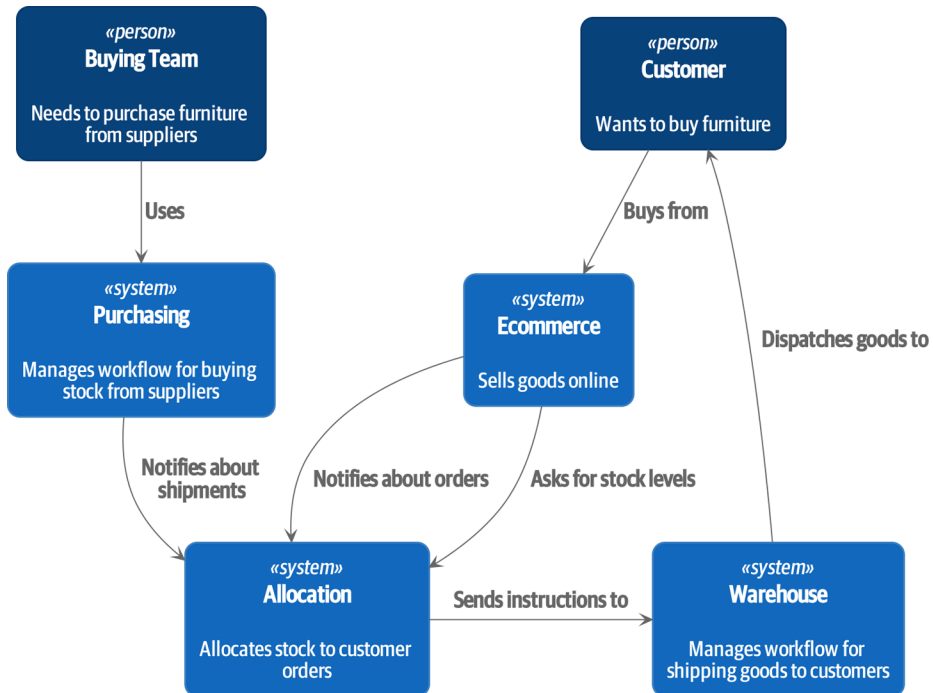 «person»
Buying Team
Needs to purchase furniture
from suppliers
«person»
Customer
Wants to buy furniture
Uses
Buys from
«system»
Purchasing
Manages workflow for buying
stock from suppliers
«system»
Ecommerce
Sells goods online
Dispatches goods to
Notifies about
shipments
Notifies about orders
Asks for stock levels
«system»
Allocation
Allocates stock to customer
orders
Sends instructions to
«system»
Warehouse
Manages workflow for
shipping goods to customers